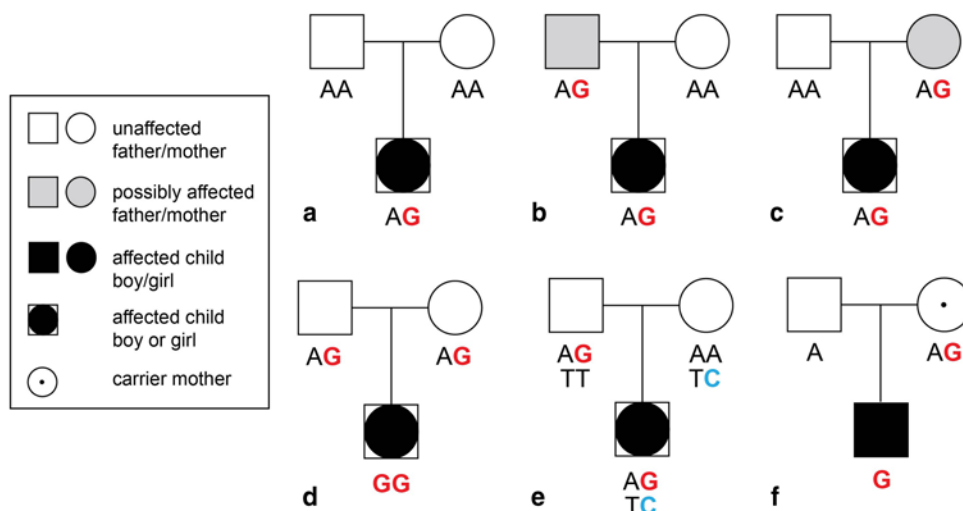 unaffected
father/mother
possibly affected
father/mother
affected child
boy/girl
affected child
boy or girl
carrier mother
AA AA
a AG
AG AA
b AG
AA AG
c AG
AG AG
d GG
AG AA
TT TC
e AG
TC
A AG
f G